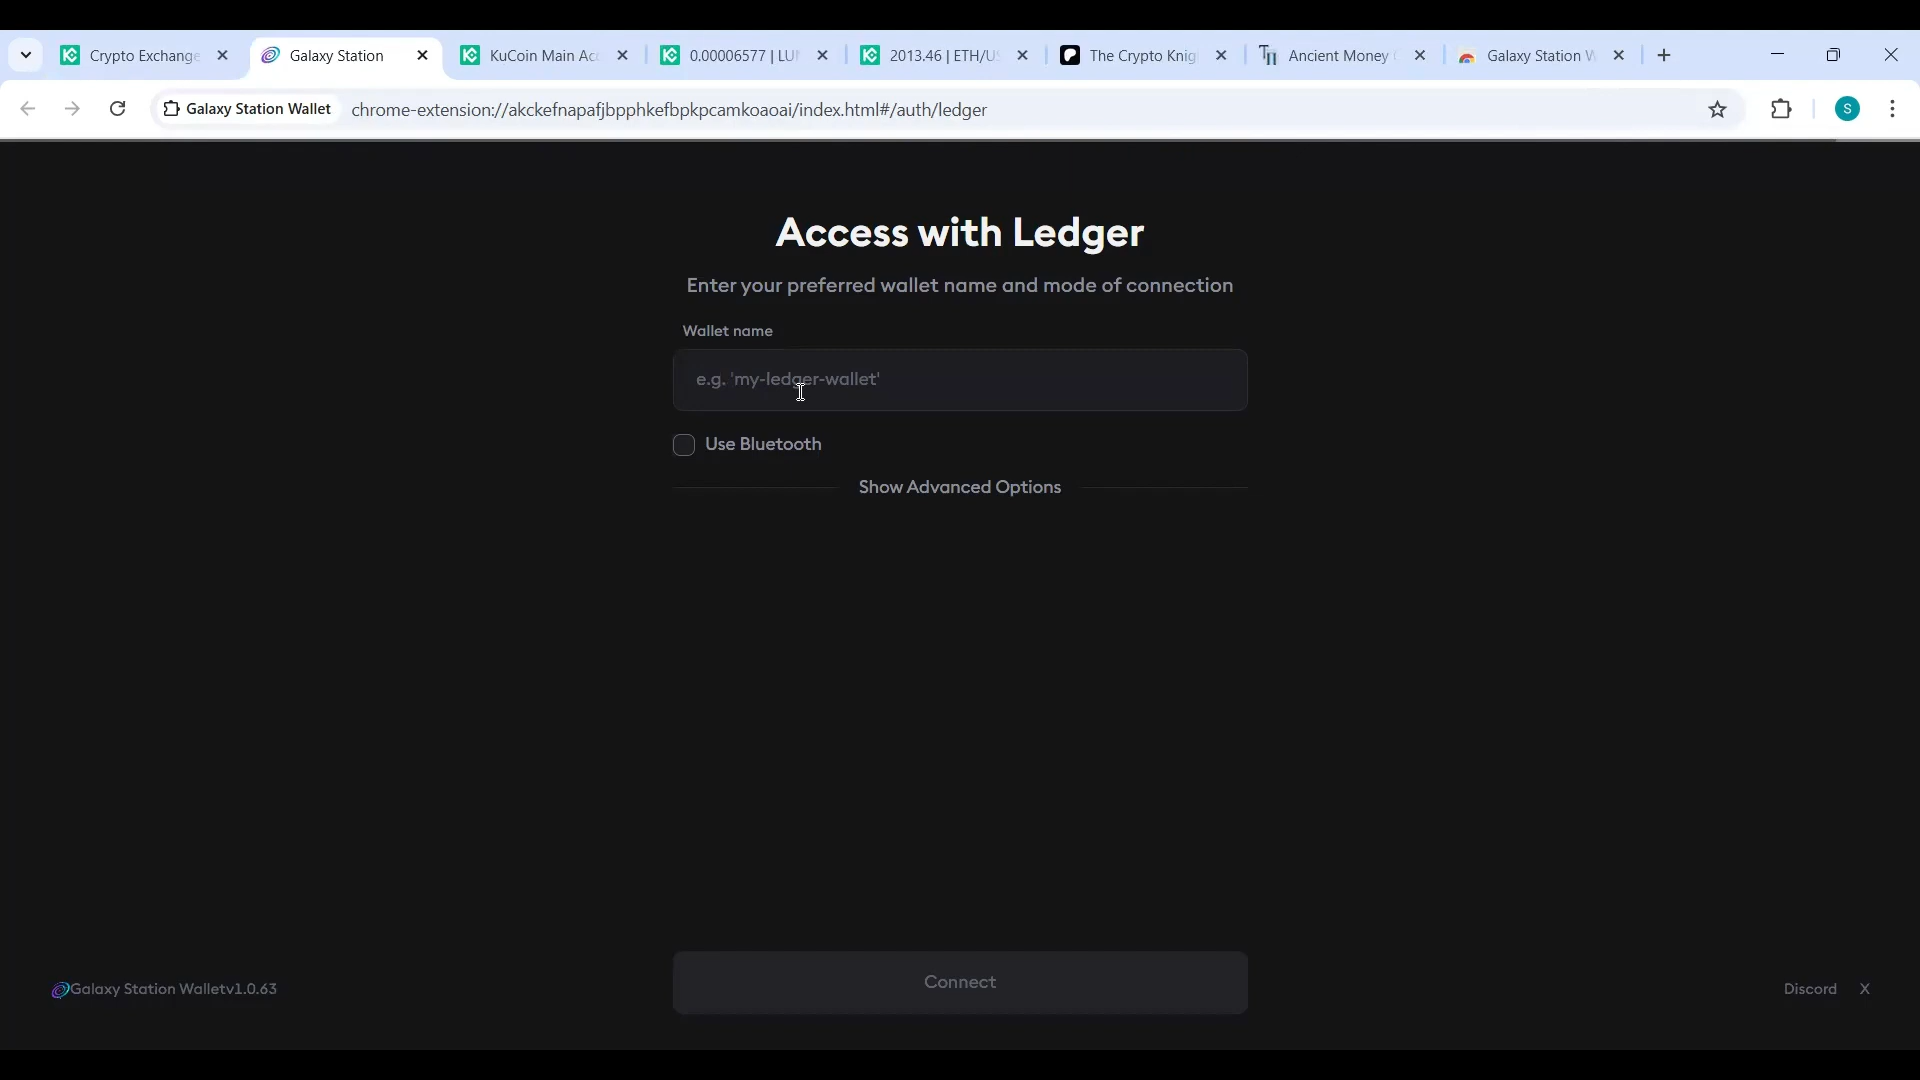 Crypto Exchange
Galaxy Station
KuCoin Main Acc
0.00006577 | LUN
2013.46 | ETH/US
The Crypto Knig
Ancient Money
Galaxy Station W
Galaxy Station Wallet
chrome-extension://akckefnapafjbpphkefbpkpcamkoaoai/index.html#/auth/ledger
S
Access with Ledger
Enter your preferred wallet name and mode of connection
Wallet name
e.g. 'my-ledger-wallet'
Use Bluetooth
Show Advanced Options
Connect
Galaxy Station Walletv1.0.63
Discord
X